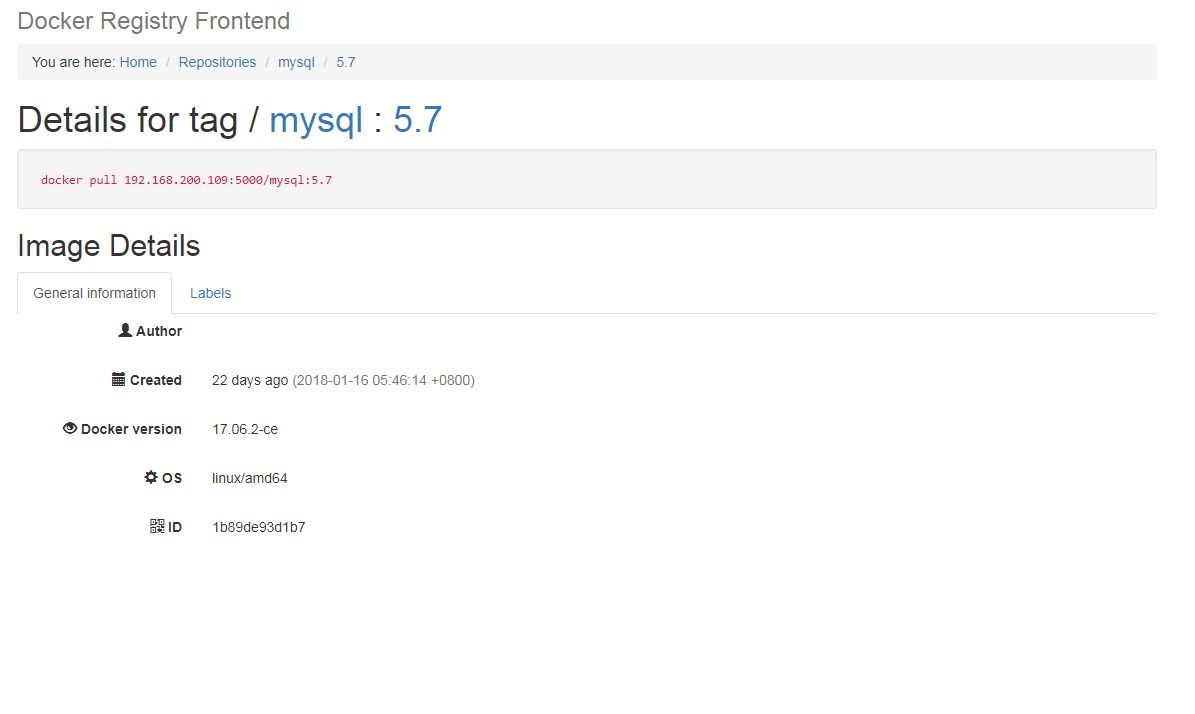 Docker Registry Frontend
You are here: Home / Repositories / mysql / 5.7
Details for tag / mysql : 5.7
docker pull 192.168.200.109:5000/mysql:5.7
Image Details
General information Labels
Author
Created 22 days ago (2018-01-16 05:46:14 +0800)
Docker version 17.06.2-ce
OS linux/amd64
ID 1b89de93d1b7